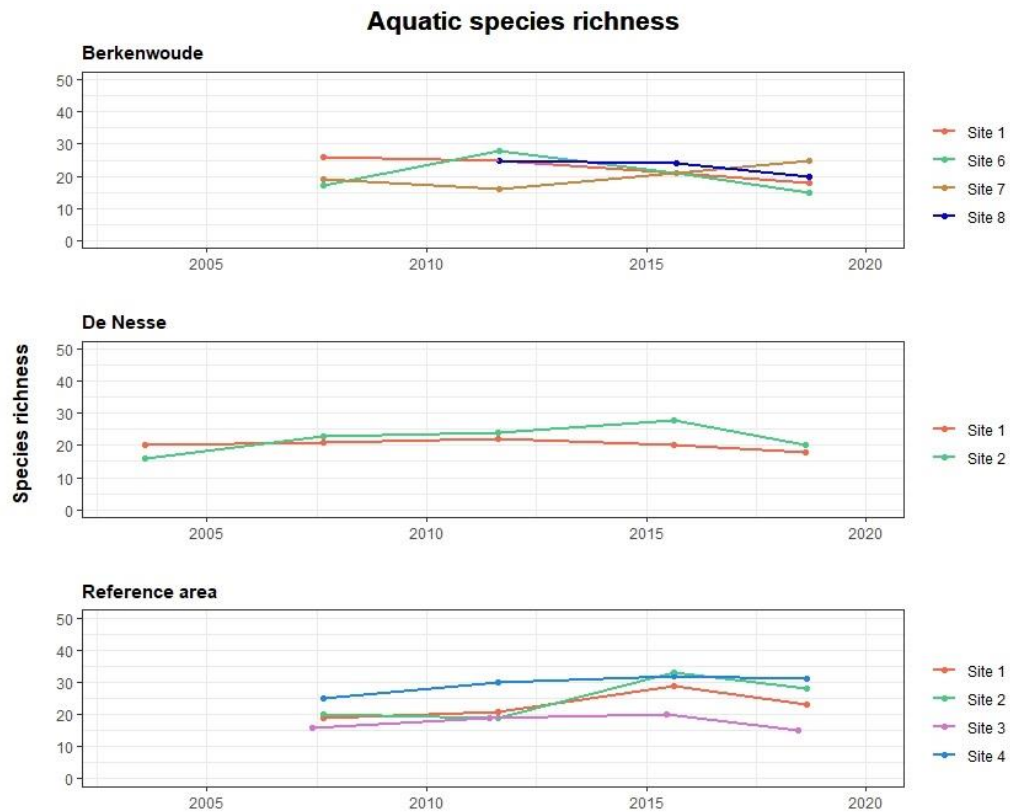 Aquatic species richness
Berkenwoude
50
40
30
20
10
0
2005 2010 2015 2020
Site 1
Site 6
Site 7
Site 8
De Nesse
50
40
30
20
10
0
2005 2010 2015 2020
Site 1
Site 2
Species richness
Reference area
50
40
30
20
10
0
2005 2010 2015 2020
Site 1
Site 2
Site 3
Site 4